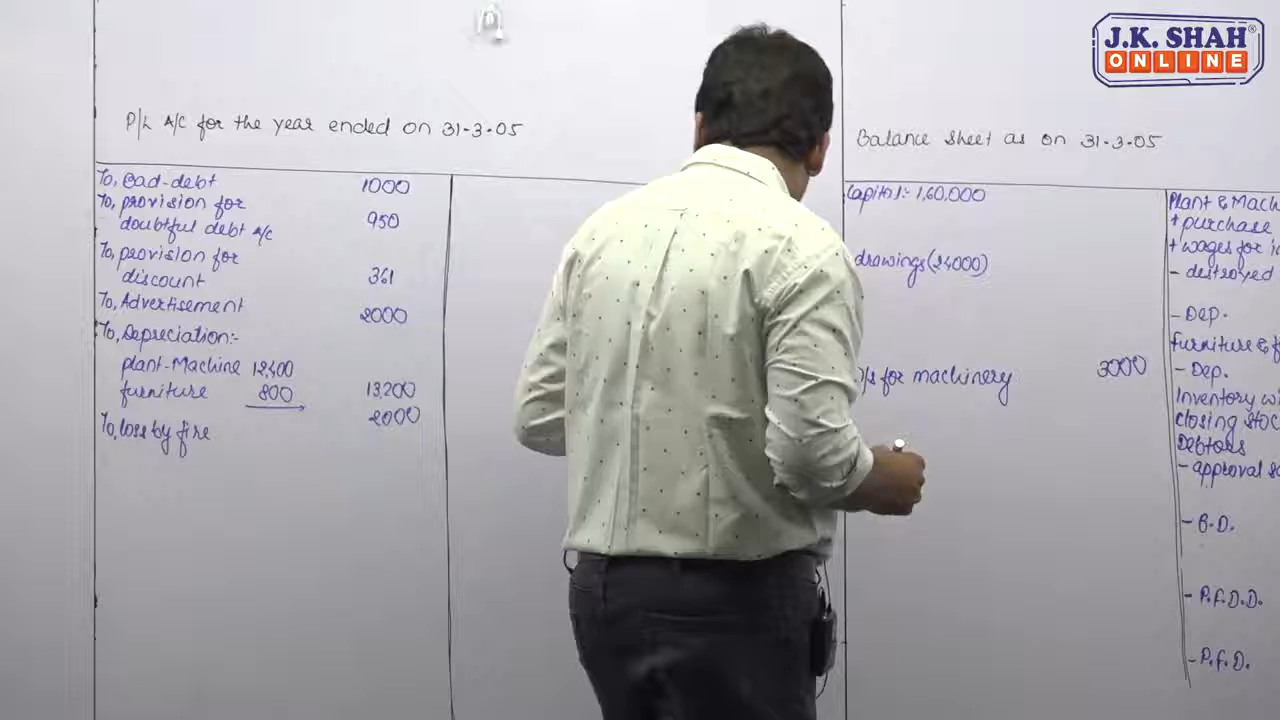 J.K. SHAH®
ONLINE
P/L A/C for the year ended on 31-3-05
To, Bad-debt 1000
To, provision for
doubtful debt A/c 950
To, provision for
discount 361
To, Advertisement 2000
To, Depreciation:-
plant-Machine 12400
furniture 800 13,200
To, loss by fire 2000
Balance sheet as on 31-3-05
Capital:- 1,60,000
drawings (24000)
for machinery 3000
Plant & Mach
+ purchase
+ wages for
- destroyed
- Dep.
furniture &
- Dep.
Inventory
closing
Debtors
- approval
- B.D.
- P.F.D.D.
- P.F.D.